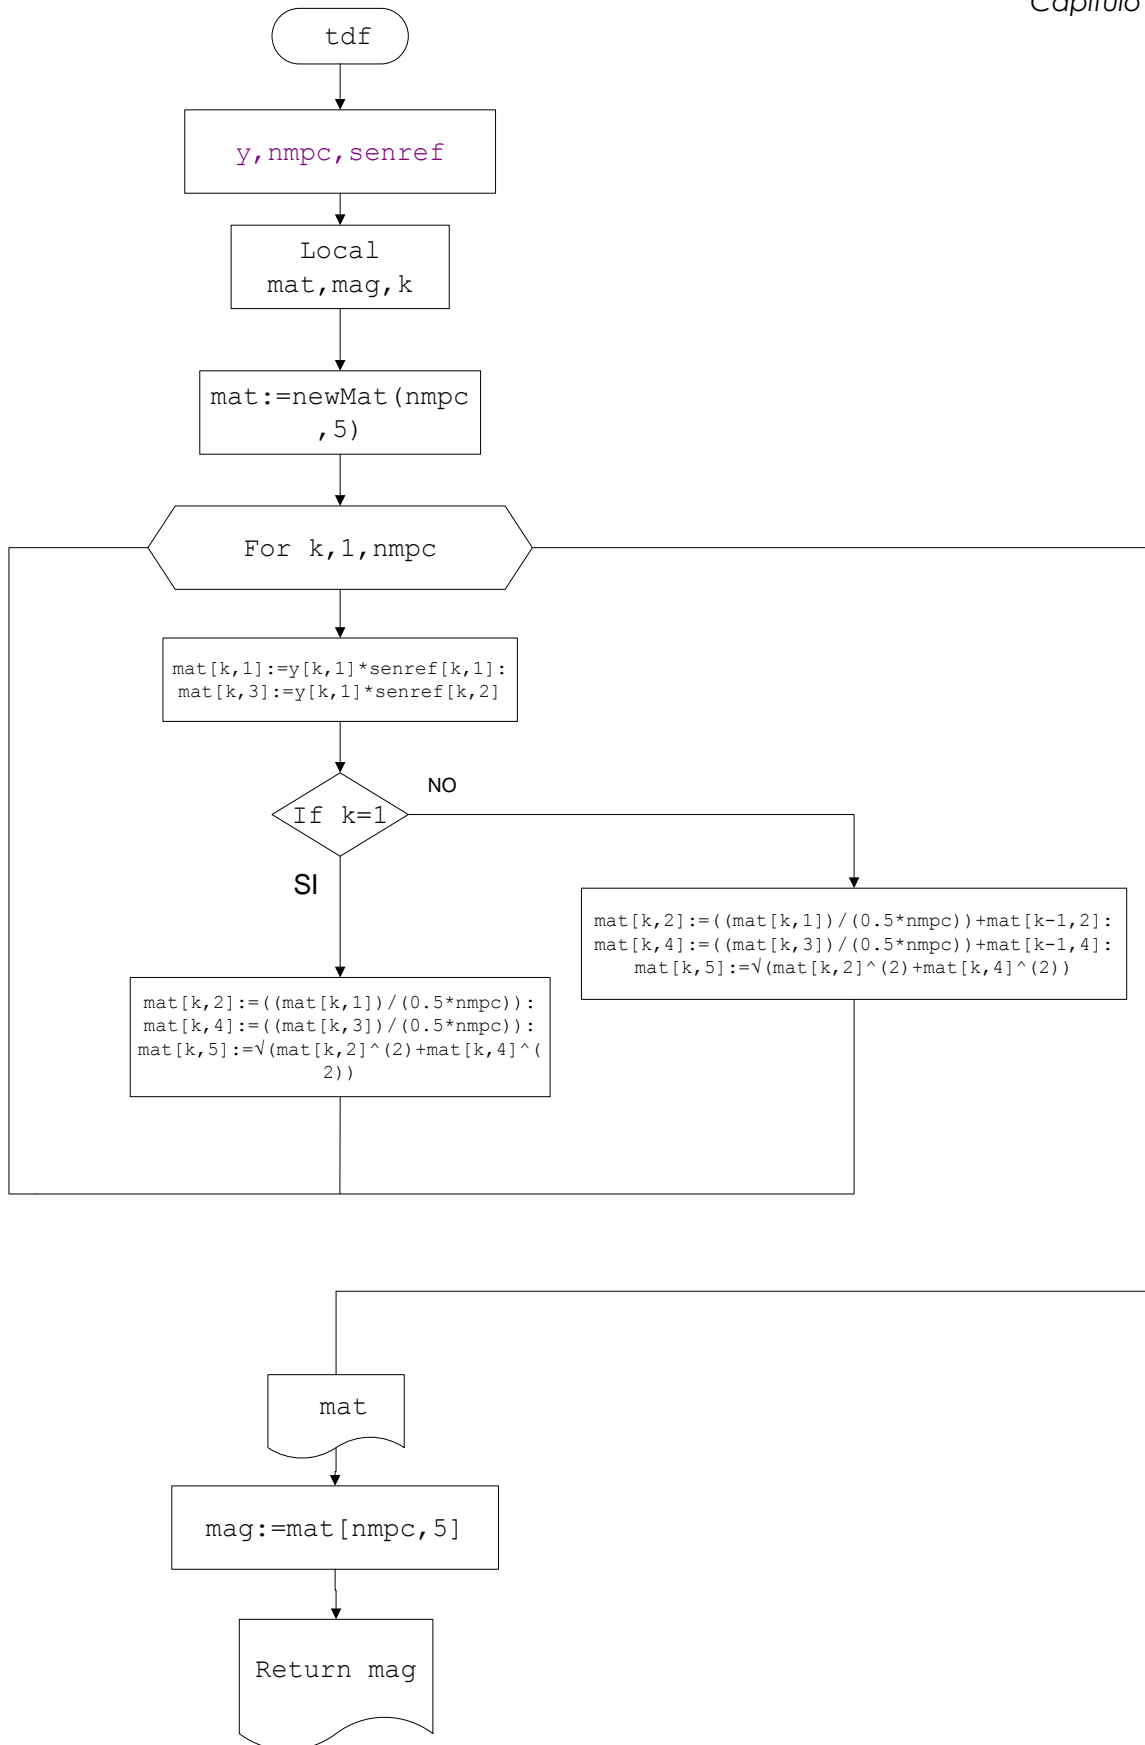 Capítulo
tdf
y,nmpc,senref
Local
mat,mag,k
mat:=newMat(nmpc
,5)
For k,1,nmpc
mat[k,1]:=y[k,1]*senref[k,1]:
mat[k,3]:=y[k,1]*senref[k,2]
If k=1
NO
SI
mat[k,2]:=((mat[k,1])/(0.5*nmpc))+mat[k-1,2]:
mat[k,4]:=((mat[k,3])/(0.5*nmpc))+mat[k-1,4]:
mat[k,5]:=√(mat[k,2]^(2)+mat[k,4]^(2))
mat[k,2]:=((mat[k,1])/(0.5*nmpc)):
mat[k,4]:=((mat[k,3])/(0.5*nmpc)):
mat[k,5]:=√(mat[k,2]^(2)+mat[k,4]^(
2))
mat
mag:=mat[nmpc,5]
Return mag